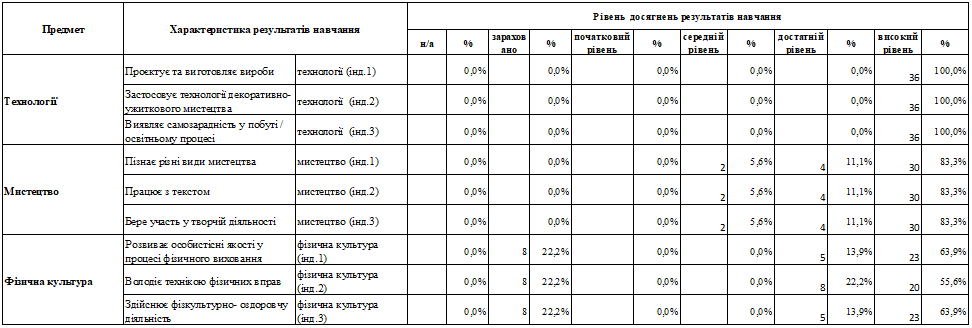 Предмет Характеристика результатів навчання Рівень досягнень результатів навчання
н/а % зарахов % початковий % середній % достатній % високий %
ано рівень рівень рівень рівень
Технології
Проєктує та виготовляє вироби технології (інд.1) 0,0% 0,0% 0,0% 0,0% 0,0% 36 100,0%
Застосовує технології декоративно-
ужиткового мистецтва технології (інд.2) 0,0% 0,0% 0,0% 0,0% 0,0% 36 100,0%
Виявляє самозарадність у побуті /
освітньому процесі технології (інд.3) 0,0% 0,0% 0,0% 0,0% 0,0% 36 100,0%
Мистецтво
Пізнає різні види мистецтва мистецтво (інд.1) 0,0% 0,0% 0,0% 2 5,6% 4 11,1% 30 83,3%
Працює з текстом мистецтво (інд.2) 0,0% 0,0% 0,0% 2 5,6% 4 11,1% 30 83,3%
Бере участь у творчій діяльності мистецтво (інд.3) 0,0% 0,0% 0,0% 2 5,6% 4 11,1% 30 83,3%
Фізична культура
Розвиває особистісні якості у фізична культура
процесі фізичного виховання (інд.1) 0,0% 8 22,2% 0,0% 0,0% 5 13,9% 23 63,9%
Володіє технікою фізичних вправ фізична культура
(інд.2) 0,0% 8 22,2% 0,0% 0,0% 8 22,2% 20 55,6%
Здійснює фізкультурно- оздоровчу фізична культура
діяльність (інд.3) 0,0% 8 22,2% 0,0% 0,0% 5 13,9% 23 63,9%